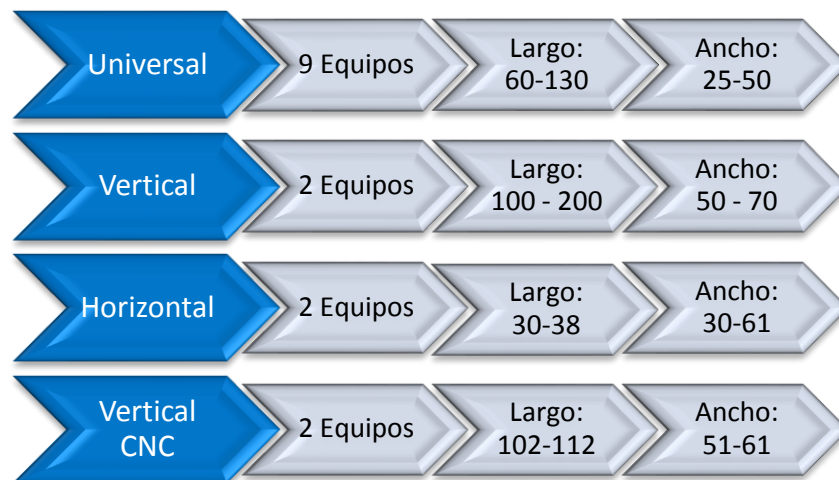 Universal
9 Equipos
Largo:
60-130
Ancho:
25-50
Vertical
2 Equipos
Largo:
100 - 200
Ancho:
50 - 70
Horizontal
2 Equipos
Largo:
30-38
Ancho:
30-61
Vertical
CNC
2 Equipos
Largo:
102-112
Ancho:
51-61